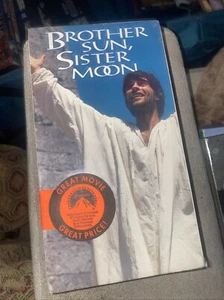 BROTHER
SUN,
SISTER
MOON
GREAT MOVIE
GREAT PRICE!